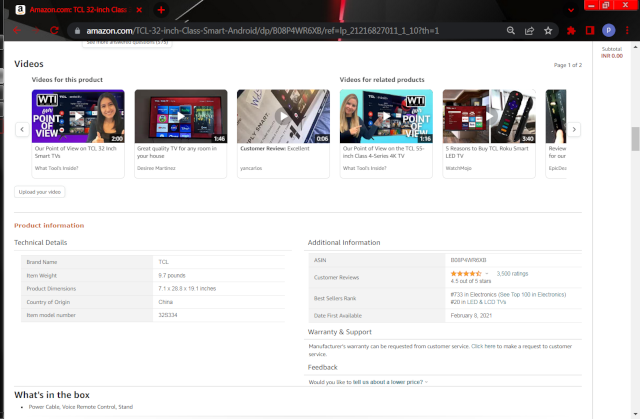 Amazon.com: TCL 32-inch Class
amazon.com/TCL-32-inch-Class-Smart-Android/dp/B08P4WR6XB/ref=lp_21216827011_1_10?th=1
See more answered questions (579)
Subtotal
INR 0.00
Videos
Page 1 of 2
Videos for this product
Videos for related products
WTI
POINT OF VIEW
2:00
1:46
0:06
WTI
POINT OF VIEW
1:16
3:40
Our Point of View on TCL 32 Inch Smart TVs
What Tool's Inside?
Great quality TV for any room in your house
Desiree Martinez
Customer Review: Excellent
yancarlos
Our Point of View on the TCL 55-inch Class 4-Series 4K TV
What Tool's Inside?
5 Reasons to Buy TCL Roku Smart LED TV
WatchMojo
Review
for our
EpicDeu
Upload your video
Product information
Technical Details
Brand Name TCL
Item Weight 9.7 pounds
Product Dimensions 7.1 x 28.8 x 19.1 inches
Country of Origin China
Item model number 32S334
Additional Information
ASIN B08P4WR6XB
Customer Reviews 3,500 ratings
4.5 out of 5 stars
Best Sellers Rank #733 in Electronics (See Top 100 in Electronics)
#20 in LED & LCD TVs
Date First Available February 8, 2021
Warranty & Support
Manufacturer's warranty can be requested from customer service. Click here to make a request to customer
service.
Feedback
Would you like to tell us about a lower price?
What's in the box
• Power Cable, Voice Remote Control, Stand